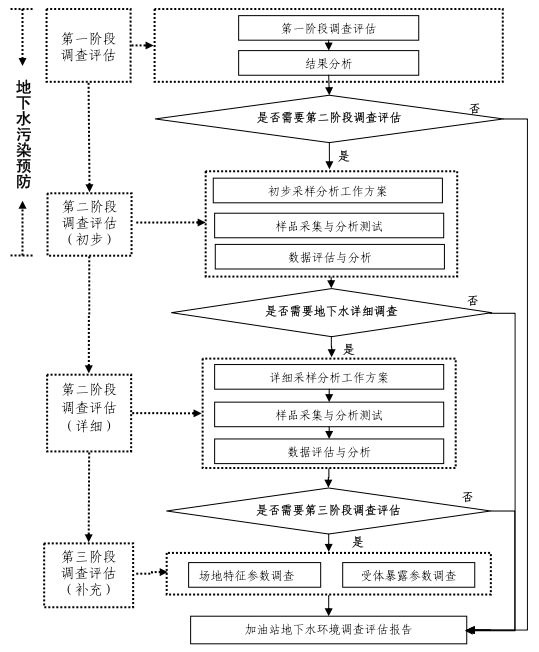 地下水污染预防
第一阶段
调查评估
第一阶段调查评估
结果分析
是否需要第二阶段调查评估
否
是
第二阶段
调查评估
(初步)
初步采样分析工作方案
样品采集与分析测试
数据评估与分析
是否需要地下水详细调查
否
是
第二阶段
调查评估
(详细)
详细采样分析工作方案
样品采集与分析测试
数据评估与分析
是否需要第三阶段调查评估
否
是
第三阶段
调查评估
(补充)
场地特征参数调查
受体暴露参数调查
加油站地下水环境调查评估报告